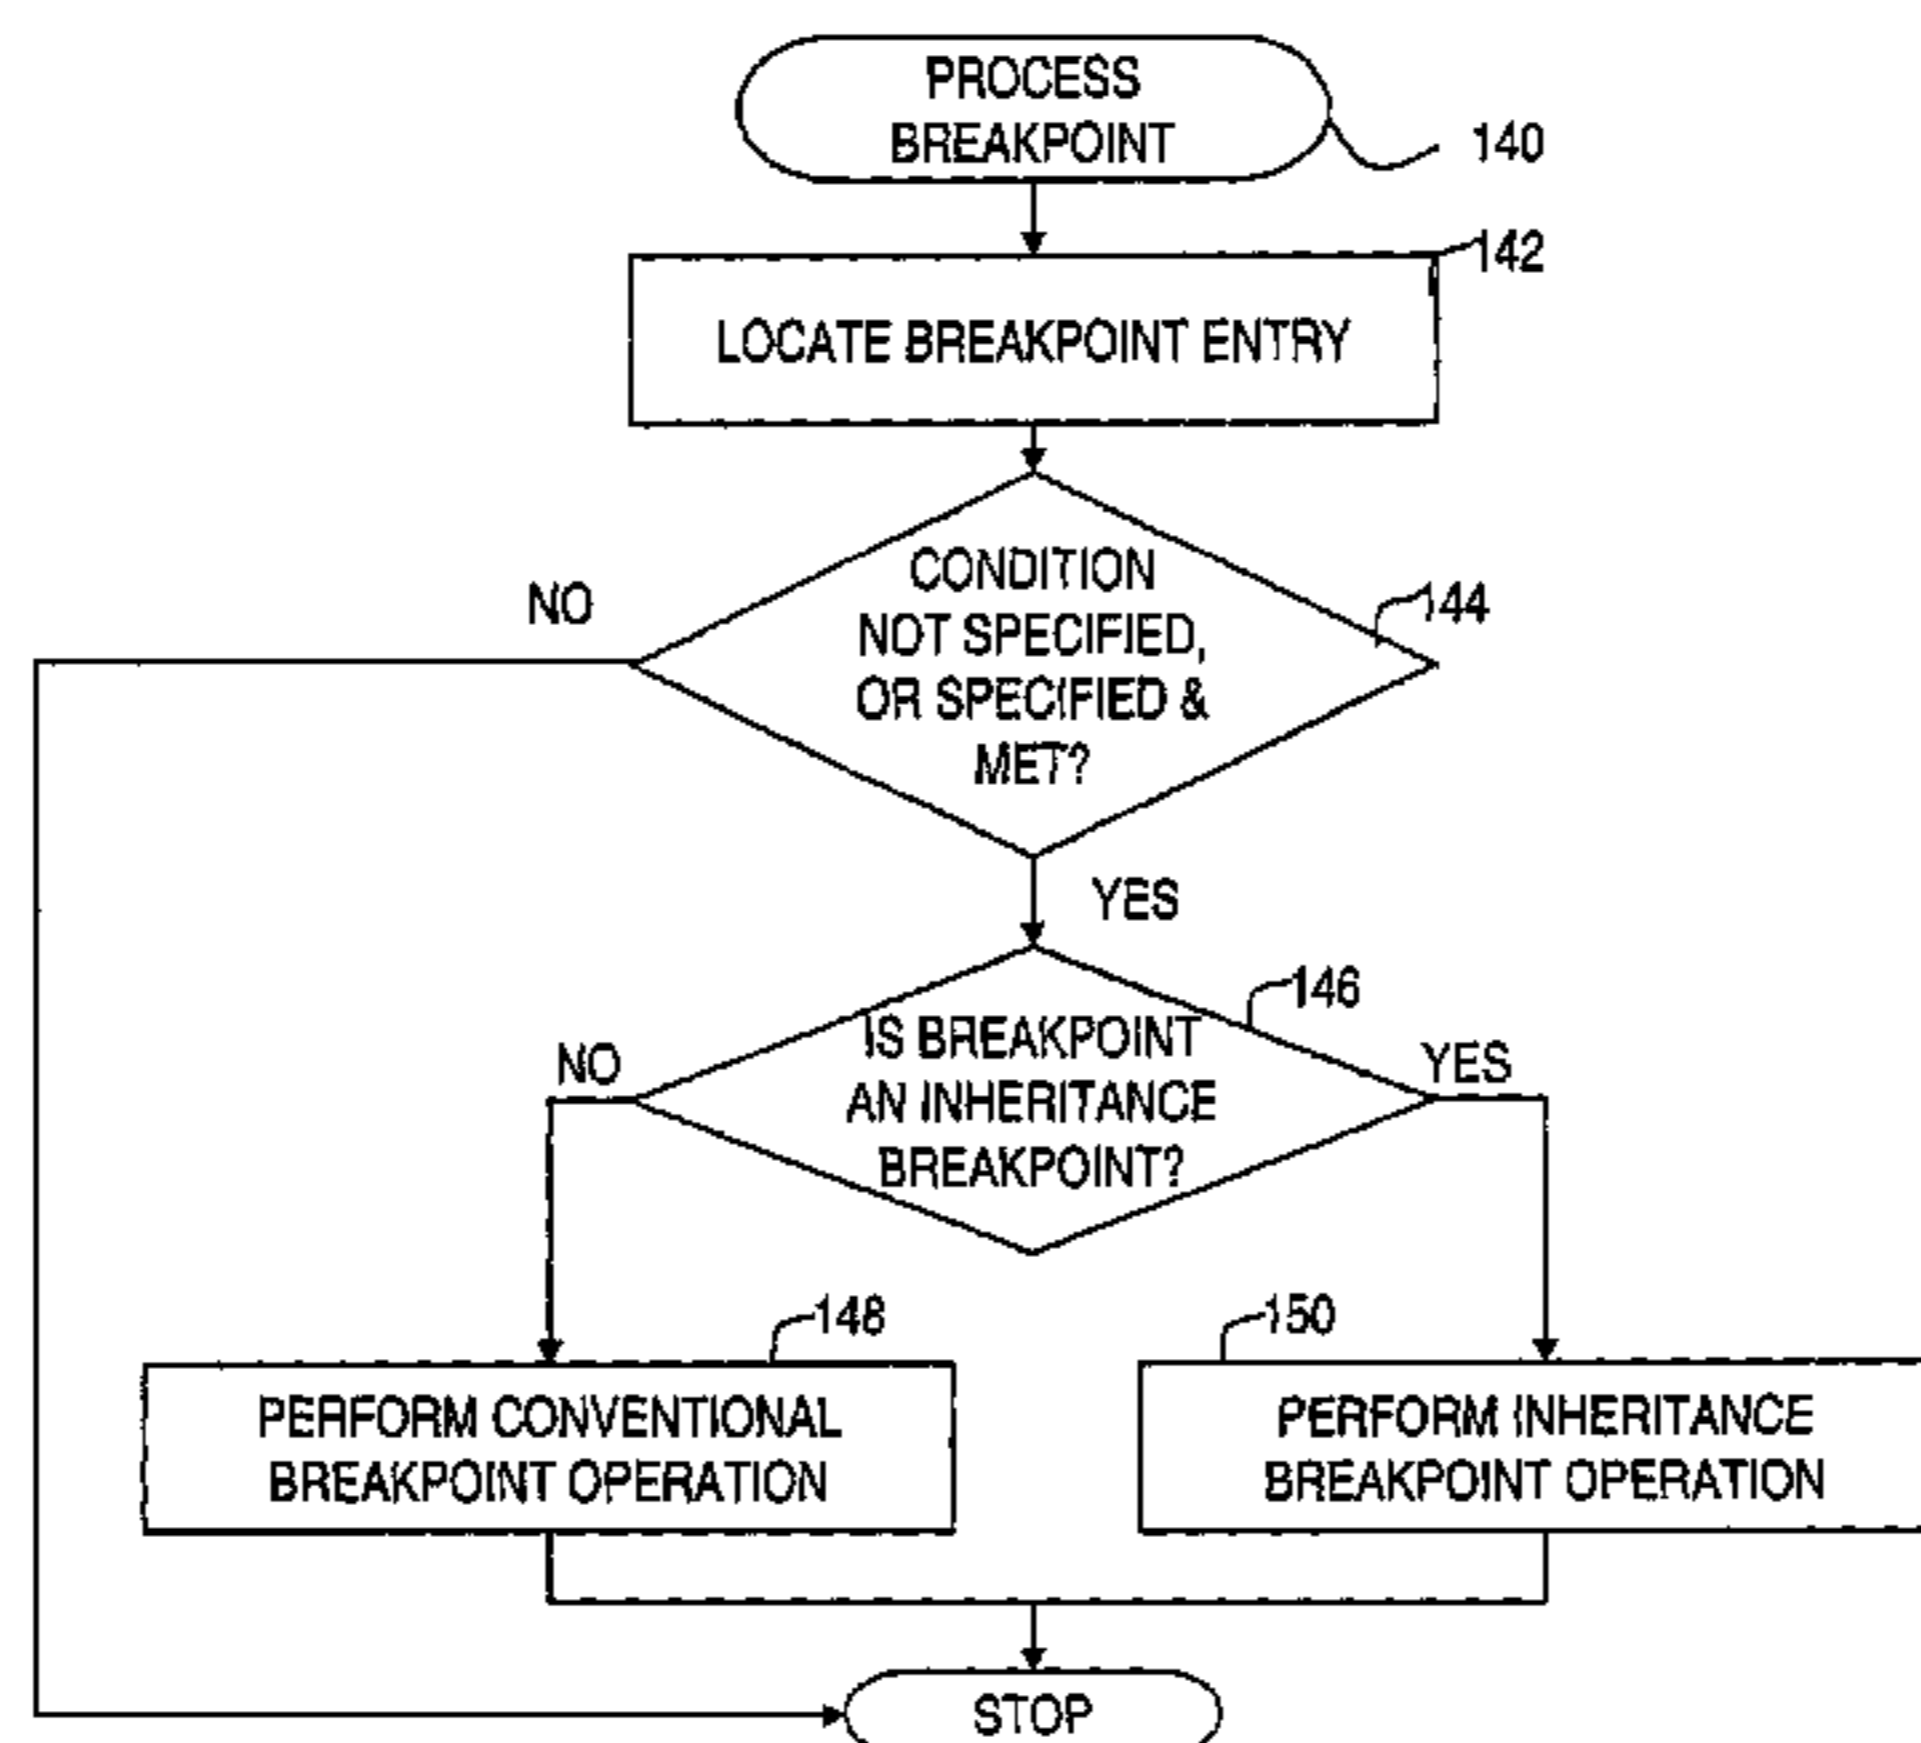 PROCESS
BREAKPOINT
140
142
LOCATE BREAKPOINT ENTRY
CONDITION
NOT SPECIFIED,
OR SPECIFIED &
MET?
144
NO
YES
146
IS BREAKPOINT
AN INHERITANCE
BREAKPOINT?
NO
YES
148
PERFORM CONVENTIONAL
BREAKPOINT OPERATION
150
PERFORM INHERITANCE
BREAKPOINT OPERATION
STOP